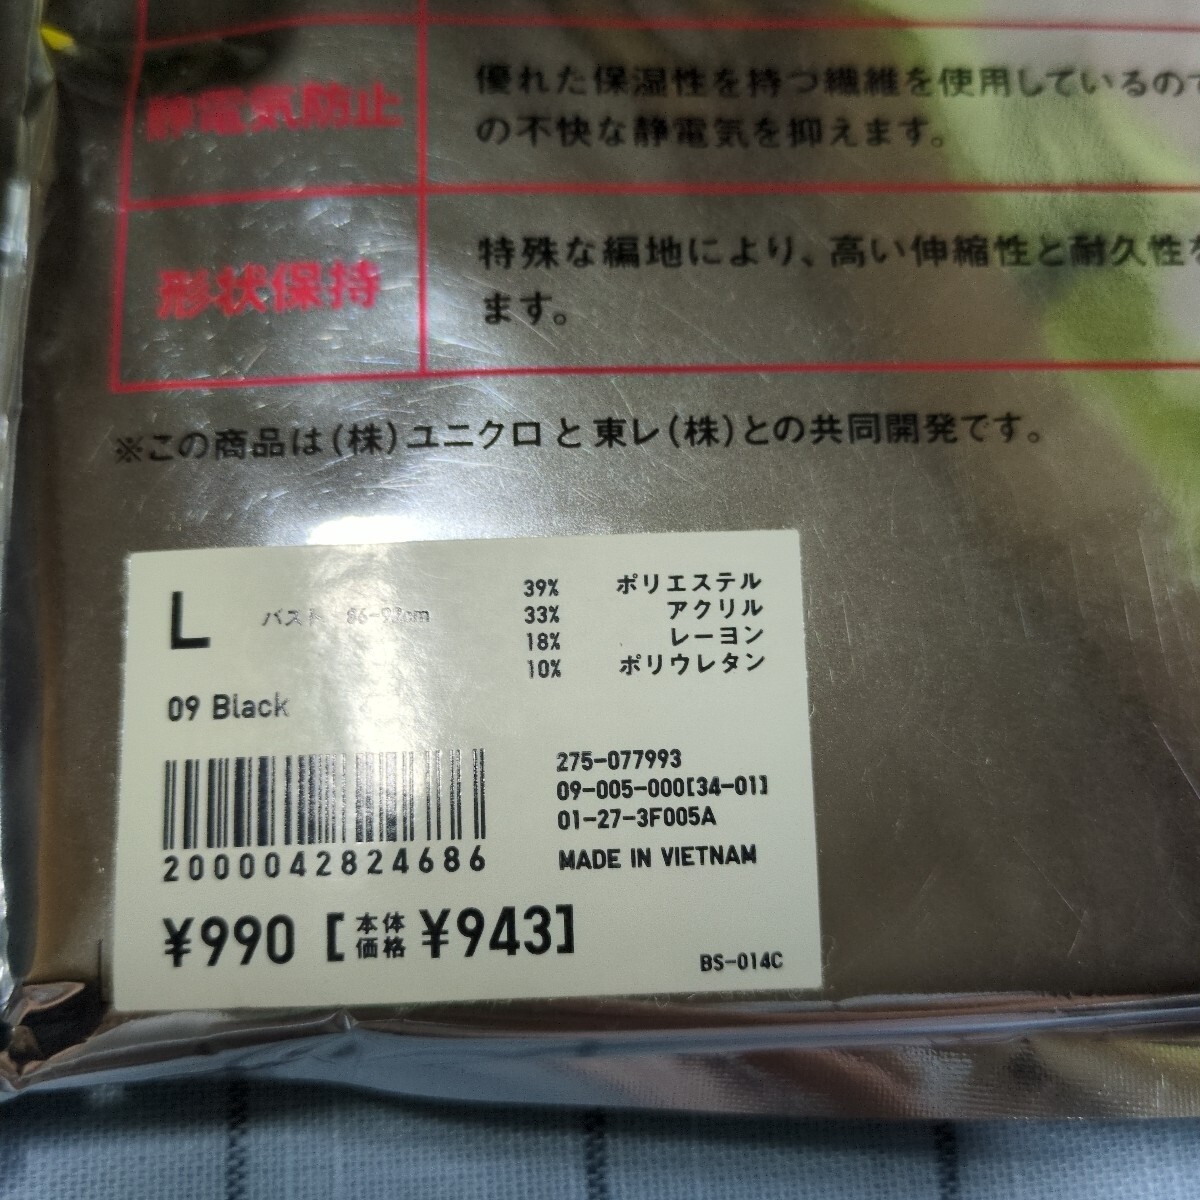 静電気防止
優れた保湿性を持つ繊維を使用しているので
の不快な静電気を抑えます。
形状保持
特殊な編地により、高い伸縮性と耐久性を
ます。
※この商品は(株)ユニクロと東レ(株)との共同開発です。
L バスト
39% ポリエステル
33% アクリル
18% レーヨン
10% ポリウレタン
09 Black
275-077993
09-005-000[34-01]
01-27-3F005A
MADE IN VIETNAM
2000042824686
¥990 [本体価格 ¥943]
BS-014C